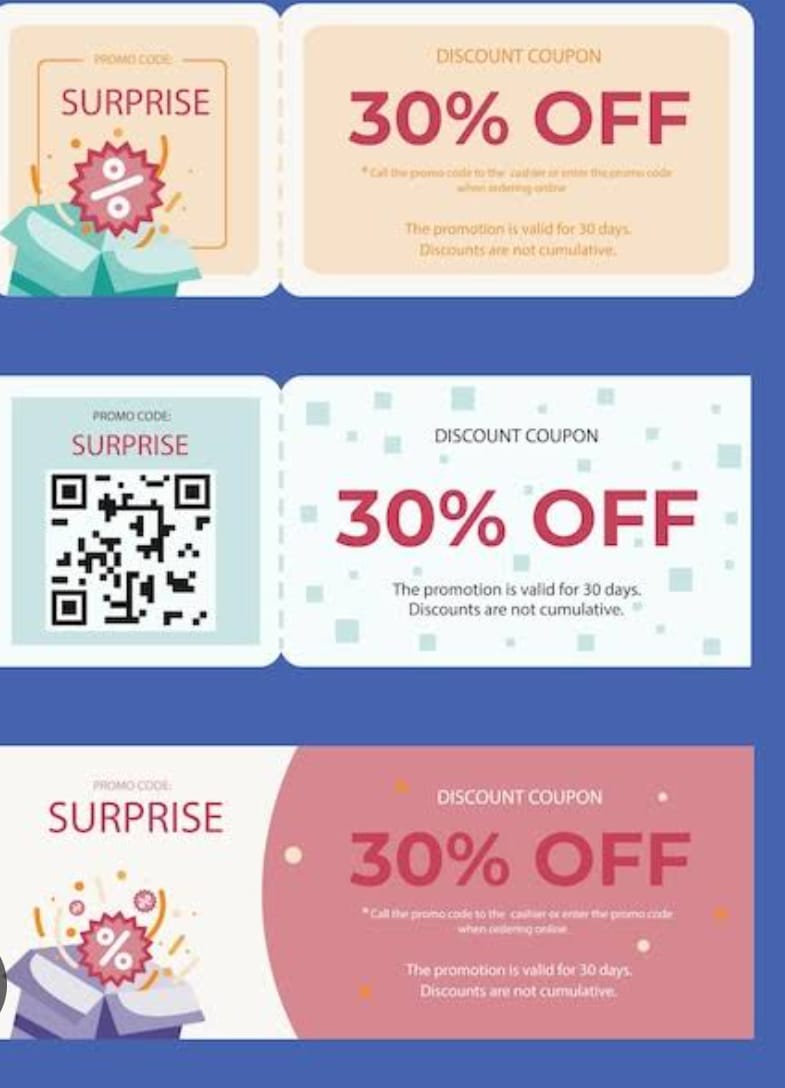 PROMO CODE:
SURPRISE
DISCOUNT COUPON
30% OFF
* Call the promo code to the cashier or enter the promo code
when ordering online
The promotion is valid for 30 days.
Discounts are not cumulative.
PROMO CODE:
SURPRISE
DISCOUNT COUPON
30% OFF
The promotion is valid for 30 days.
Discounts are not cumulative.
PROMO CODE:
SURPRISE
DISCOUNT COUPON
30% OFF
* Call the promo code to the cashier or enter the promo code
when ordering online
The promotion is valid for 30 days.
Discounts are not cumulative.